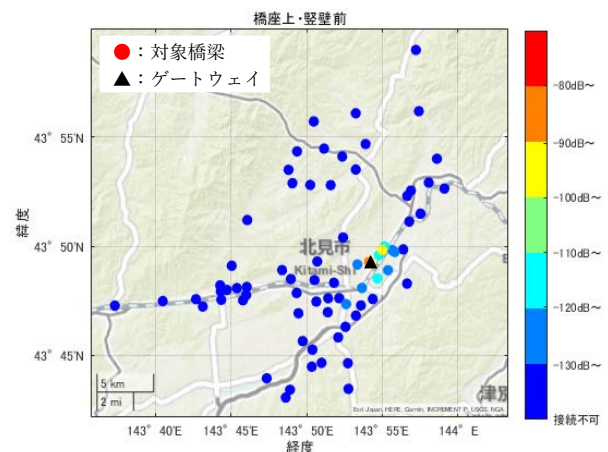 橋座上・竪壁前
●：対象橋梁
▲：ゲートウェイ
-80dB～
-90dB～
-100dB～
-110dB～
-120dB～
-130dB～
接続不可
43°55'N
43°50'N
43°45'N
緯度
北見市
Kitami-Shi
津別
5 km
2 mi
Esri Japan, HERE, Garmin, INCREMENT P, USGS, NGA
143°40'E 143°45'E 143°50'E 143°55'E 144°E
経度